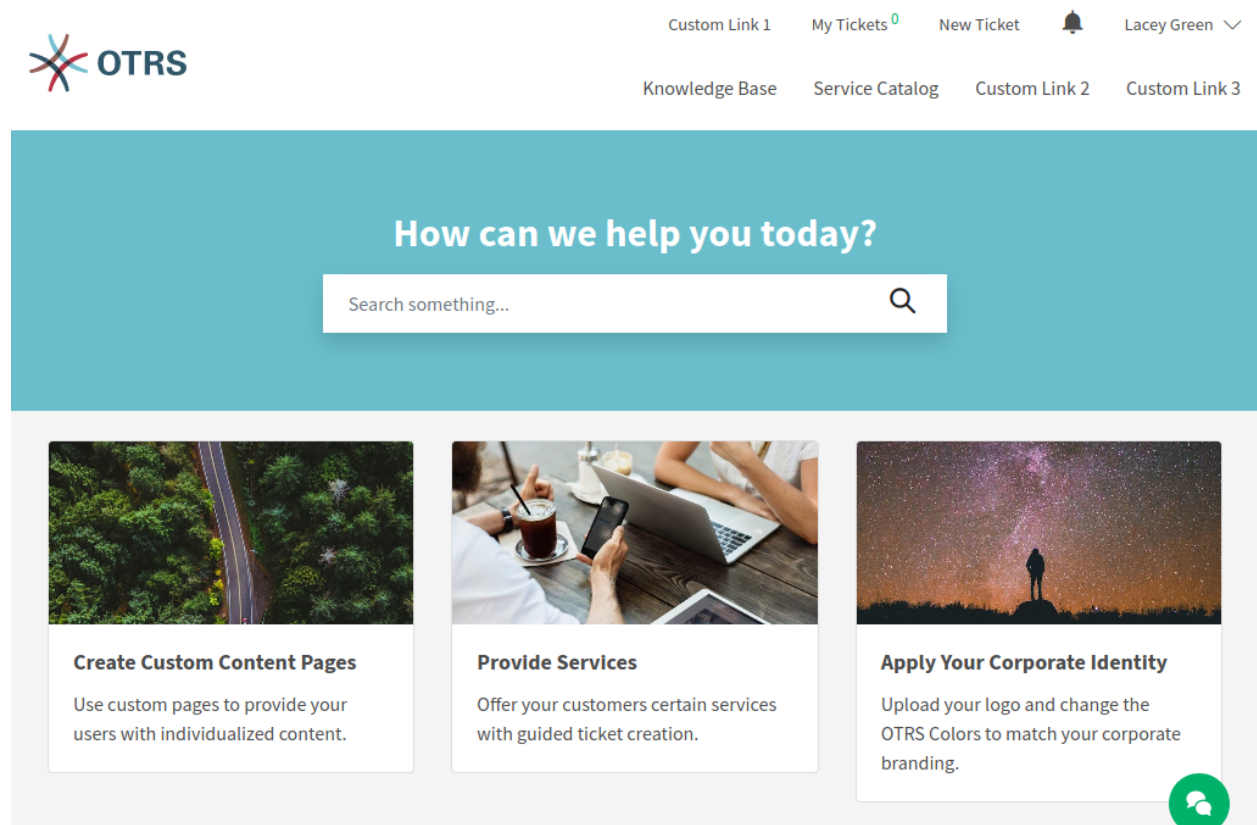 Custom Link 1 My Tickets 0 New Ticket Lacey Green
OTRS
Knowledge Base Service Catalog Custom Link 2 Custom Link 3
How can we help you today?
Search something...
Create Custom Content Pages
Use custom pages to provide your
users with individualized content.
Provide Services
Offer your customers certain services
with guided ticket creation.
Apply Your Corporate Identity
Upload your logo and change the
OTRS Colors to match your corporate
branding.